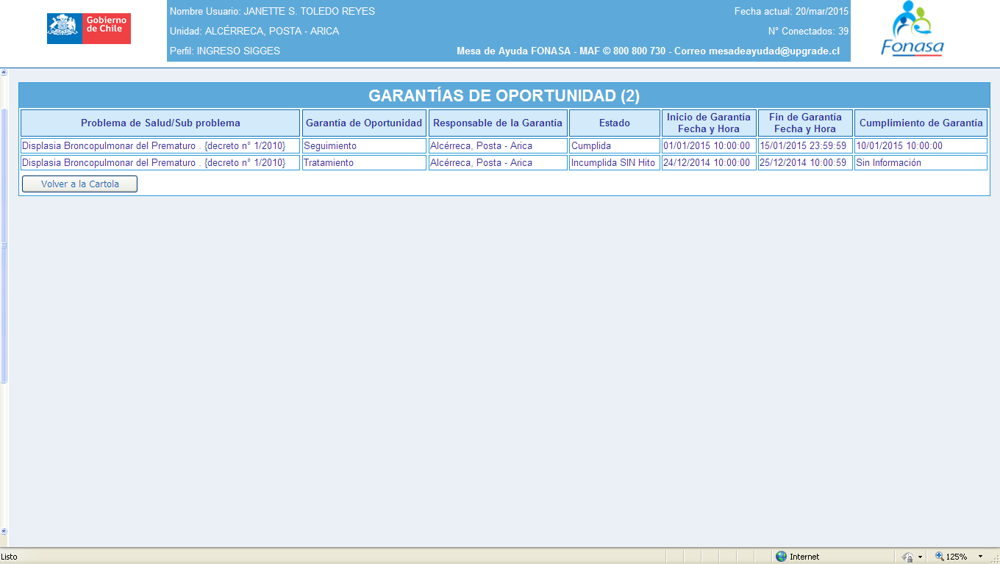 Gobierno
de Chile
Nombre Usuario: JANETTE S. TOLEDO REYES
Fecha actual: 20/mar/2015
Unidad: ALCÉRRECA, POSTA - ARICA
N° Conectados: 39
Perfil: INGRESO SIGGES
Mesa de Ayuda FONASA - MAF © 800 800 730 - Correo mesadeayudad@upgrade.cl
Fonasa
GARANTÍAS DE OPORTUNIDAD (2)
Problema de Salud/Sub problema Garantía de Oportunidad Responsable de la Garantía Estado Inicio de Garantía Fecha y Hora Fin de Garantía Fecha y Hora Cumplimiento de Garantía
Displasia Broncopulmonar del Prematuro . {decreto n° 1/2010} Seguimiento Alcérreca, Posta - Arica Cumplida 01/01/2015 10:00:00 15/01/2015 23:59:59 10/01/2015 10:00:00
Displasia Broncopulmonar del Prematuro . {decreto n° 1/2010} Tratamiento Alcérreca, Posta - Arica Incumplida SIN Hito 24/12/2014 10:00:00 25/12/2014 10:00:59 Sin Información
Volver a la Cartola
Listo
Internet
125%